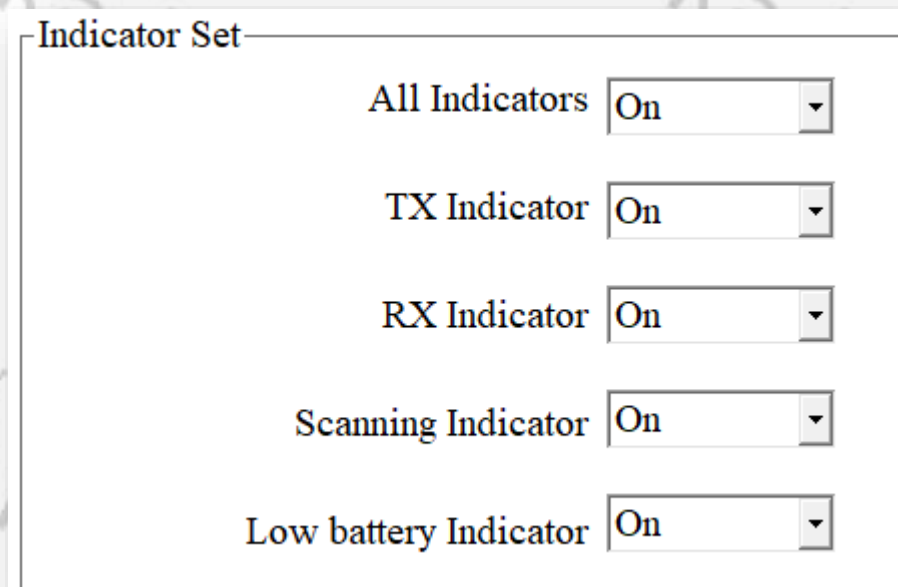 Indicator Set
All Indicators On
TX Indicator On
RX Indicator On
Scanning Indicator On
Low battery Indicator On